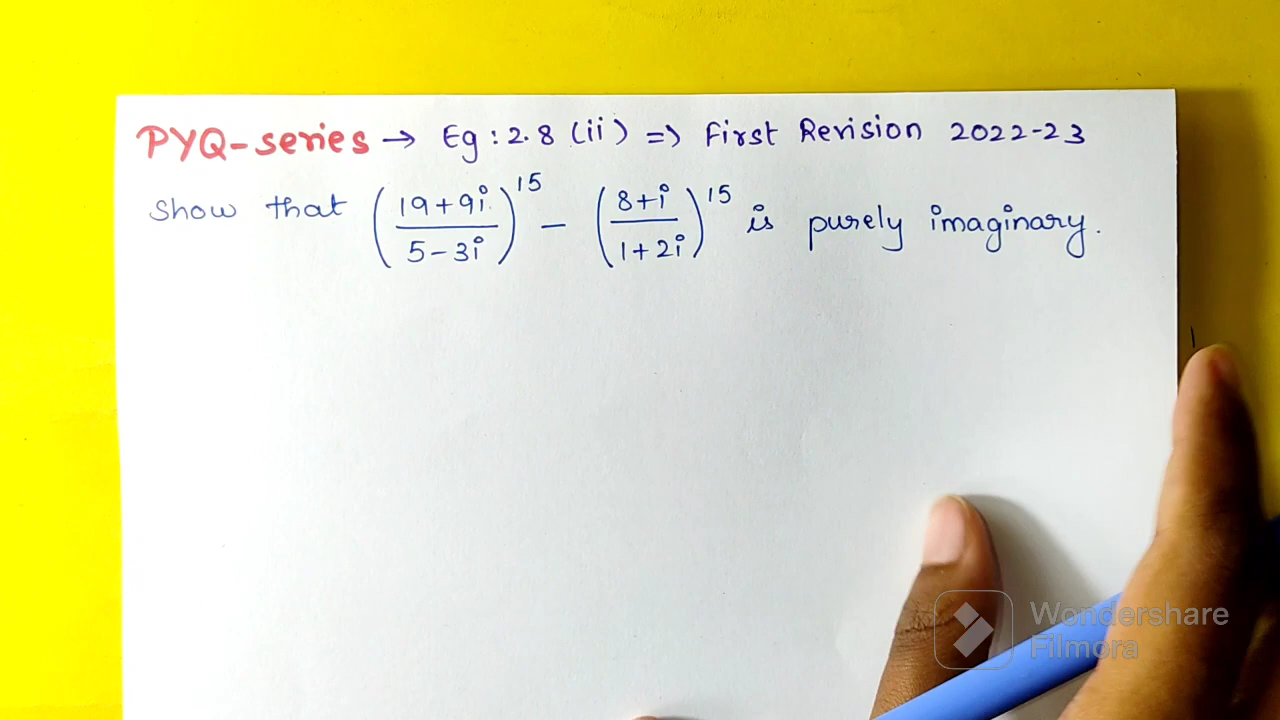 PYQ-series → Eg : 2.8 (ii) => First Revision 2022-23
Show that ((19+9i)/(5-3i))^15 - ((8+i)/(1+2i))^15 is purely imaginary.
Wondershare
Filmora